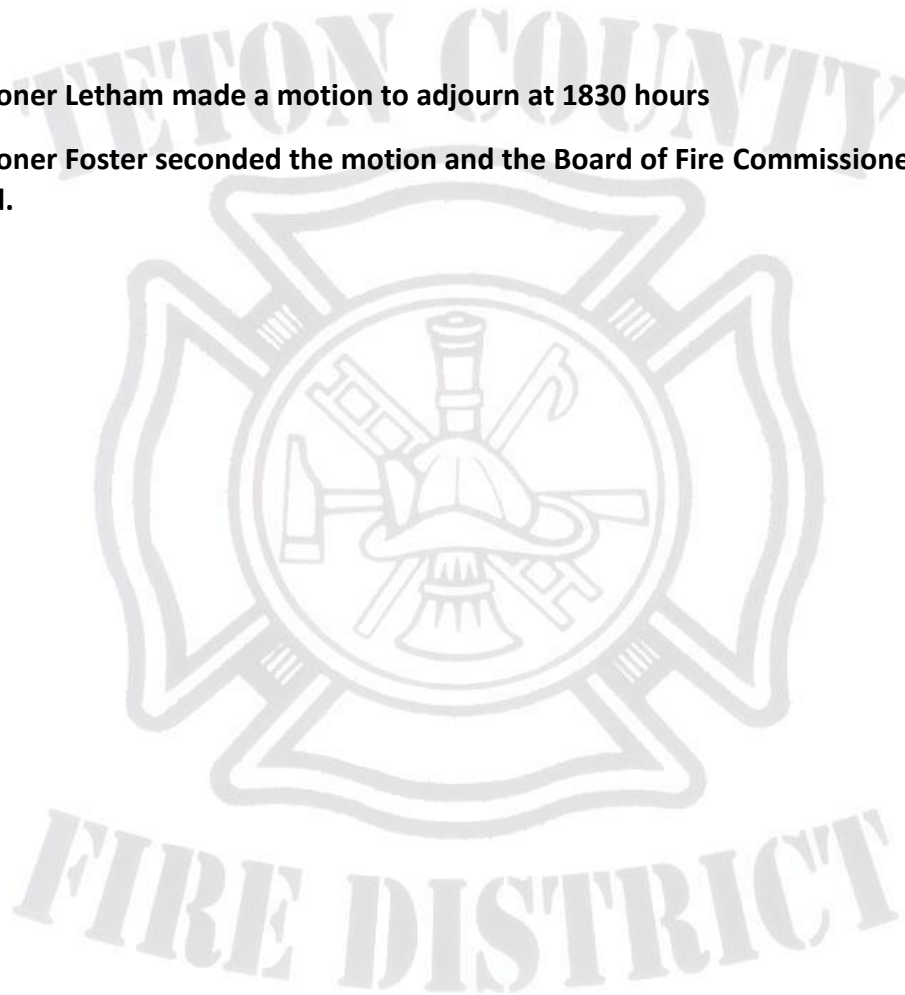 TETON COUNTY
oner Letham made a motion to adjourn at 1830 hours
oner Foster seconded the motion and the Board of Fire Commissione
.
FIRE DISTRICT